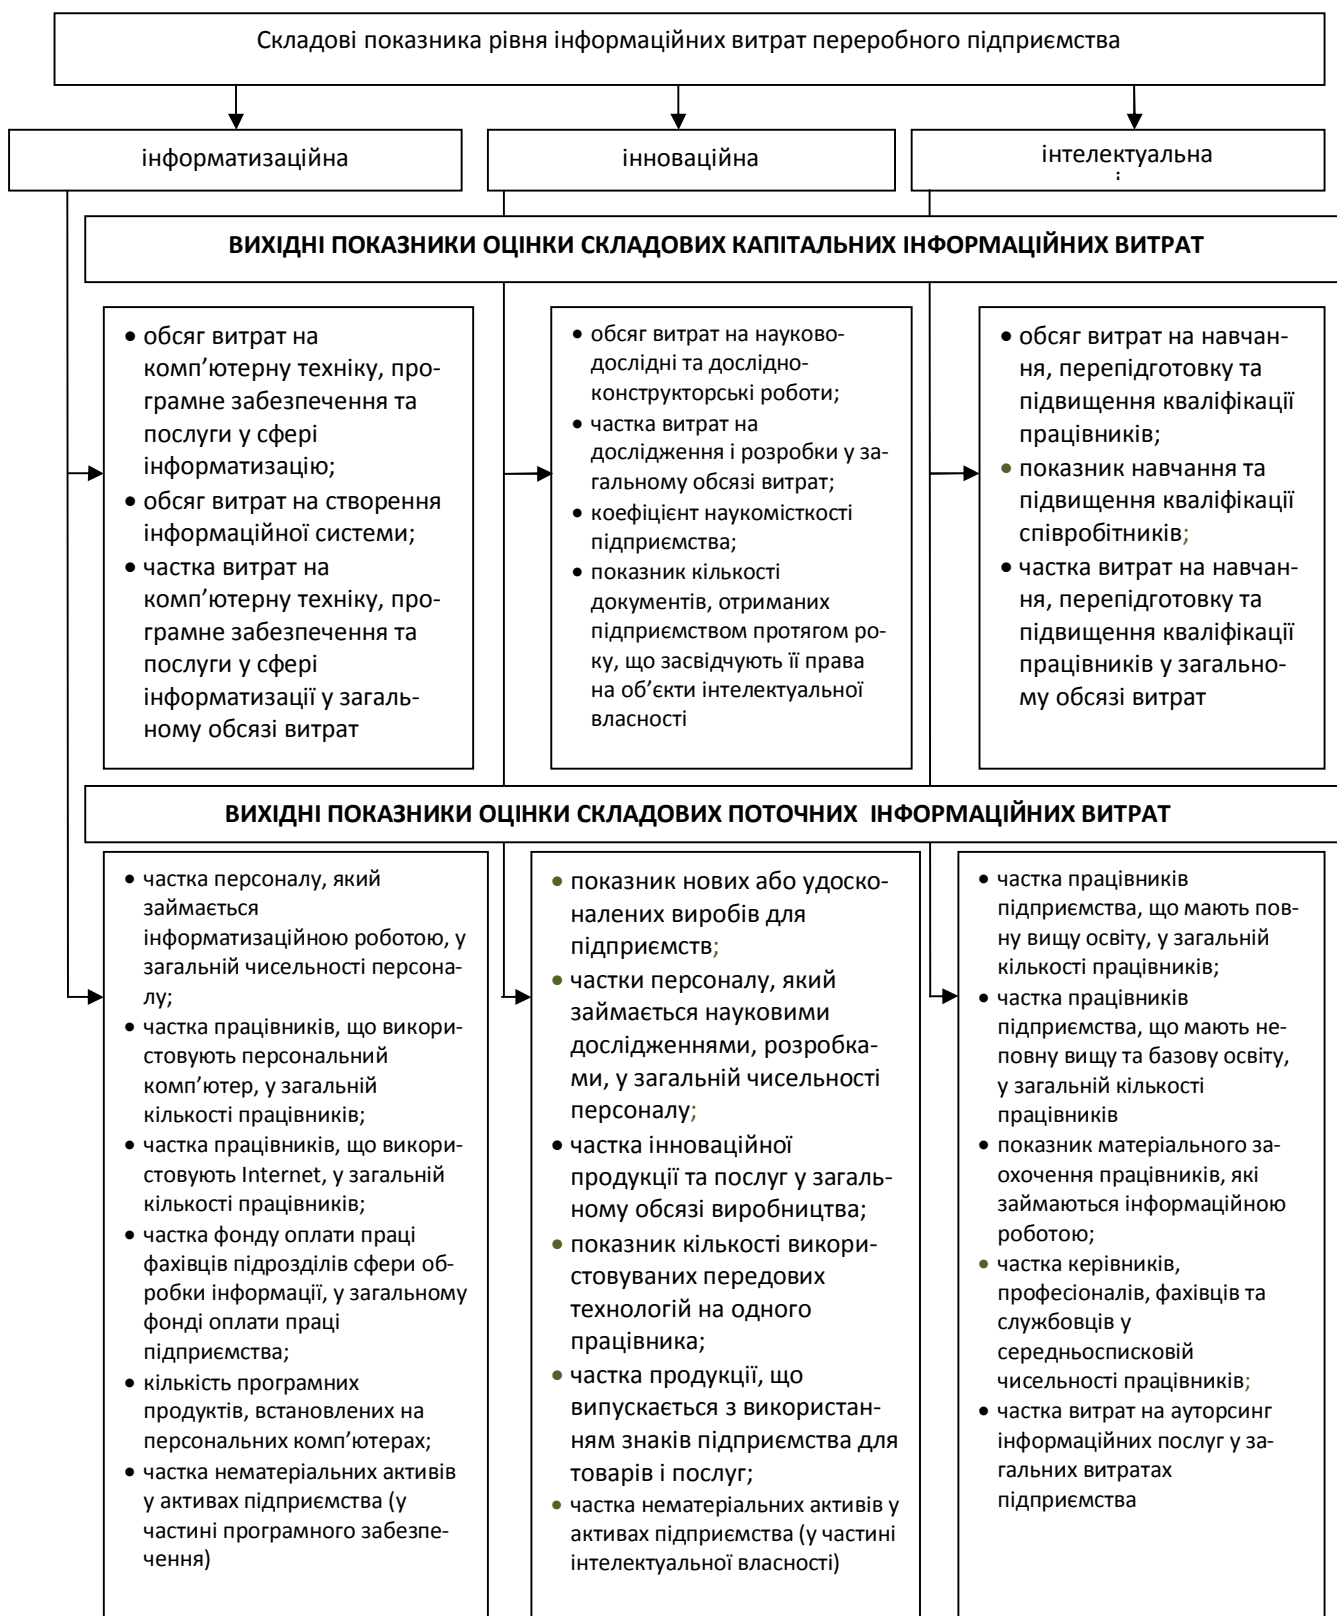 Складові показника рівня інформаційних витрат переробного підприємства
інформатизаційна
інноваційна
інтелектуальна
ВИХІДНІ ПОКАЗНИКИ ОЦІНКИ СКЛАДОВИХ КАПІТАЛЬНИХ ІНФОРМАЦІЙНИХ ВИТРАТ
• обсяг витрат на
комп’ютерну техніку, про-
грамне забезпечення та
послуги у сфері
інформатизацію;
• обсяг витрат на створення
інформаційної системи;
• частка витрат на
комп’ютерну техніку, про-
грамне забезпечення та
послуги у сфері
інформатизації у загаль-
ному обсязі витрат
• обсяг витрат на науково-
дослідні та дослідно-
конструкторські роботи;
• частка витрат на
дослідження і розробки у за-
гальному обсязі витрат;
• коефіцієнт наукомісткості
підприємства;
• показник кількості
документів, отриманих
підприємством протягом ро-
ку, що засвідчують її права
на об’єкти інтелектуальної
власності
• обсяг витрат на навчан-
ня, перепідготовку та
підвищення кваліфікації
працівників;
• показник навчання та
підвищення кваліфікації
співробітників;
• частка витрат на навчан-
ня, перепідготовку та
підвищення кваліфікації
працівників у загально-
му обсязі витрат
ВИХІДНІ ПОКАЗНИКИ ОЦІНКИ СКЛАДОВИХ ПОТОЧНИХ ІНФОРМАЦІЙНИХ ВИТРАТ
• частка персоналу, який
займається
інформатизаційною роботою, у
загальній чисельності персона-
лу;
• частка працівників, що викори-
стовують персональний
комп’ютер, у загальній
кількості працівників;
• частка працівників, що викори-
стовують Internet, у загальній
кількості працівників;
• частка фонду оплати праці
фахівців підрозділів сфери об-
робки інформації, у загальному
фонді оплати праці
підприємства;
• кількість програмних
продуктів, встановлених на
персональних комп’ютерах;
• частка нематеріальних активів
у активах підприємства (у
частині програмного забезпе-
чення)
• показник нових або удоско-
налених виробів для
підприємств;
• частки персоналу, який
займається науковими
дослідженнями, розробка-
ми, у загальній чисельності
персоналу;
• частка інноваційної
продукції та послуг у загаль-
ному обсязі виробництва;
• показник кількості викори-
стовуваних передових
технологій на одного
працівника;
• частка продукції, що
випускається з використан-
ням знаків підприємства для
товарів і послуг;
• частка нематеріальних активів у
активах підприємства (у частині
інтелектуальної власності)
• частка працівників
підприємства, що мають пов-
ну вищу освіту, у загальній
кількості працівників;
• частка працівників
підприємства, що мають не-
повну вищу та базову освіту,
у загальній кількості
працівників
• показник матеріального за-
охочення працівників, які
займаються інформаційною
роботою;
• частка керівників,
професіоналів, фахівців та
службовців у
середньосписковій
чисельності працівників;
• частка витрат на ауторсинг
інформаційних послуг у за-
гальних витратах
підприємства